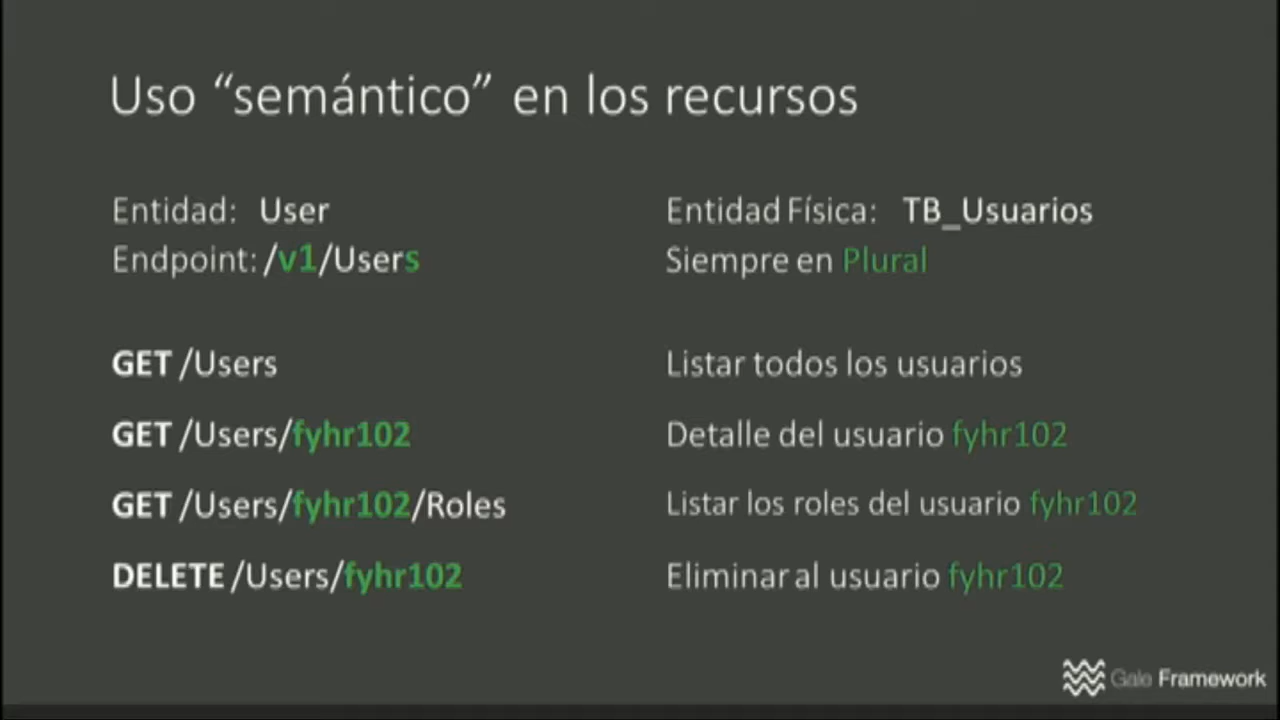 Uso “semántico” en los recursos
Entidad: User
Entidad Física: TB_Usuarios
Endpoint: /v1/Users
Siempre en Plural
GET /Users
Listar todos los usuarios
GET /Users/fyhr102
Detalle del usuario fyhr102
GET /Users/fyhr102/Roles
Listar los roles del usuario fyhr102
DELETE /Users/fyhr102
Eliminar al usuario fyhr102
Gale Framework